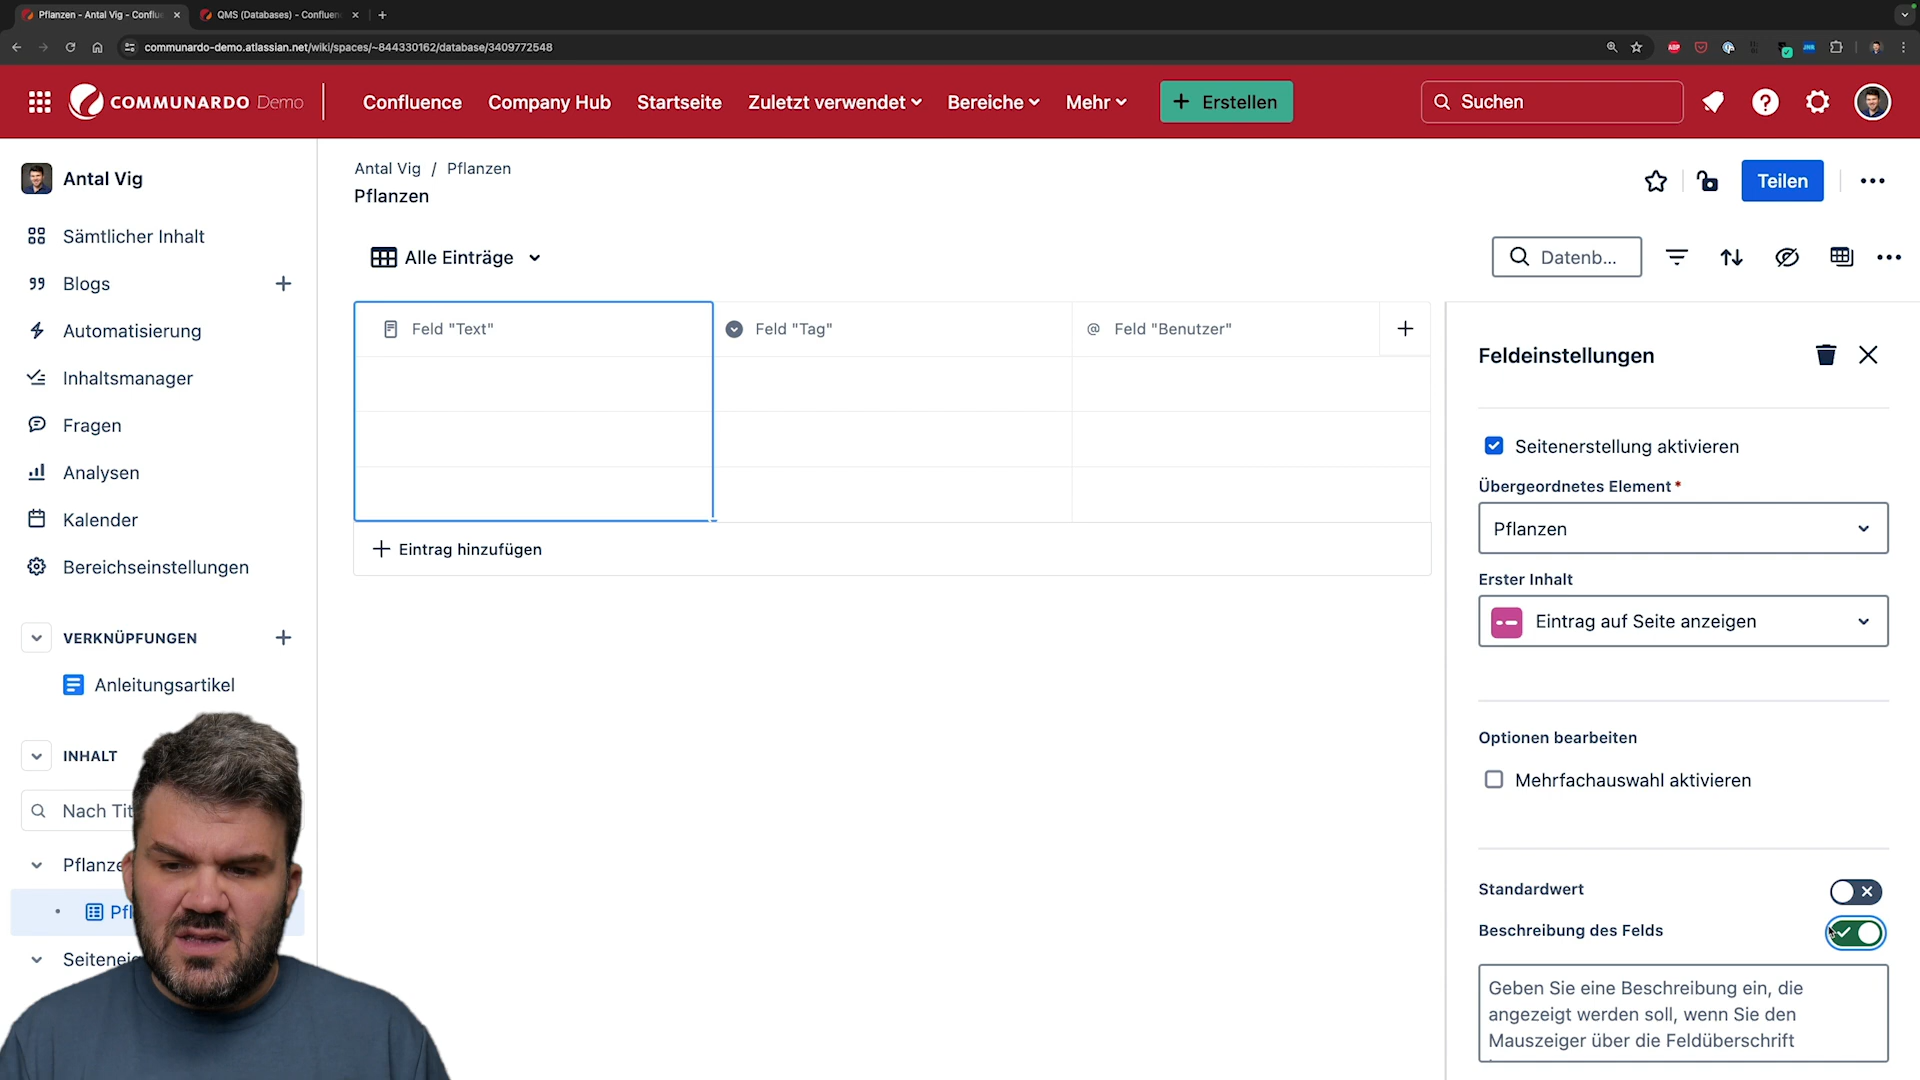 Pflanzen - Antal Vig - Conflu
QMS (Databases) - Confluen
communardo-demo.atlassian.net/wiki/spaces/~844330162/database/3409772548
COMMUNARDO Demo
Confluence
Company Hub
Startseite
Zuletzt verwendet
Bereiche
Mehr
+ Erstellen
Suchen
Antal Vig
Sämtlicher Inhalt
Blogs
Automatisierung
Inhaltsmanager
Fragen
Analysen
Kalender
Bereichseinstellungen
VERKNÜPFUNGEN
Anleitungsartikel
INHALT
Nach Tit
Pflanze
Pfl
Seitenei
Antal Vig / Pflanzen
Pflanzen
Teilen
Alle Einträge
Datenb...
Feld "Text"
Feld "Tag"
@ Feld "Benutzer"
+ Eintrag hinzufügen
Feldeinstellungen
Seitenerstellung aktivieren
Übergeordnetes Element *
Pflanzen
Erster Inhalt
Eintrag auf Seite anzeigen
Optionen bearbeiten
Mehrfachauswahl aktivieren
Standardwert
Beschreibung des Felds
Geben Sie eine Beschreibung ein, die
angezeigt werden soll, wenn Sie den
Mauszeiger über die Feldüberschrift